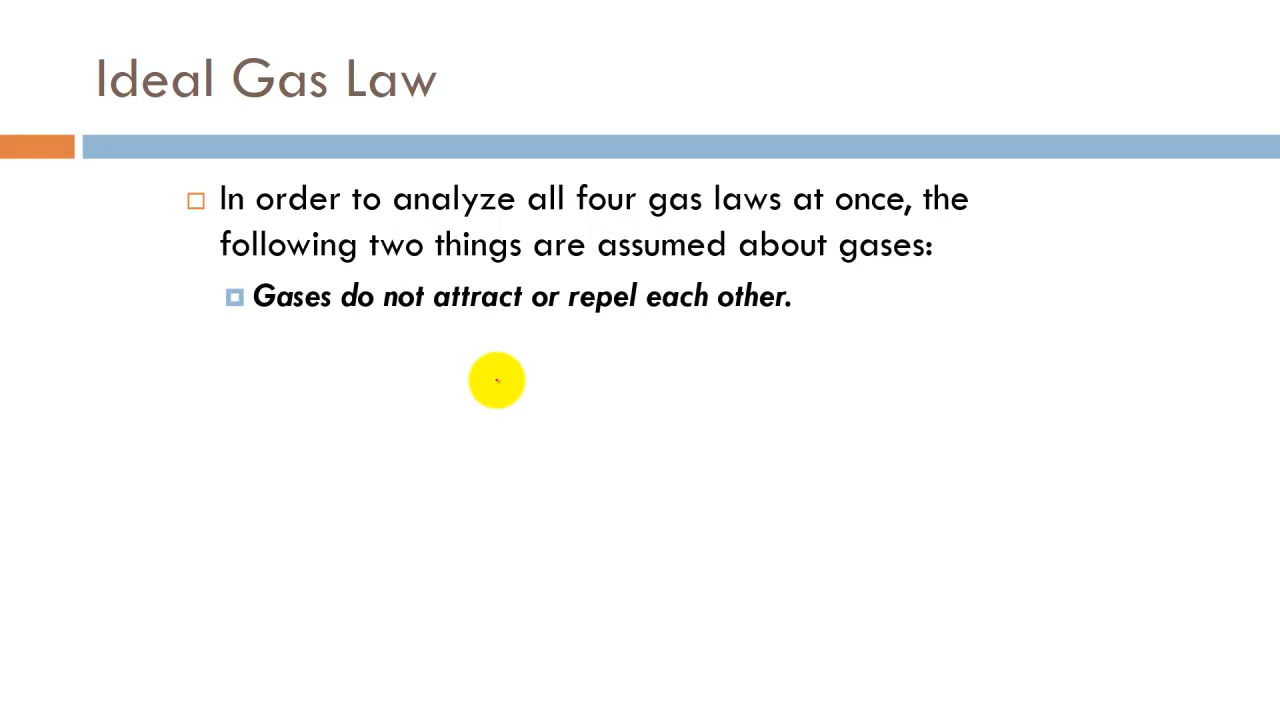 Ideal Gas Law
In order to analyze all four gas laws at once, the
following two things are assumed about gases:
Gases do not attract or repel each other.